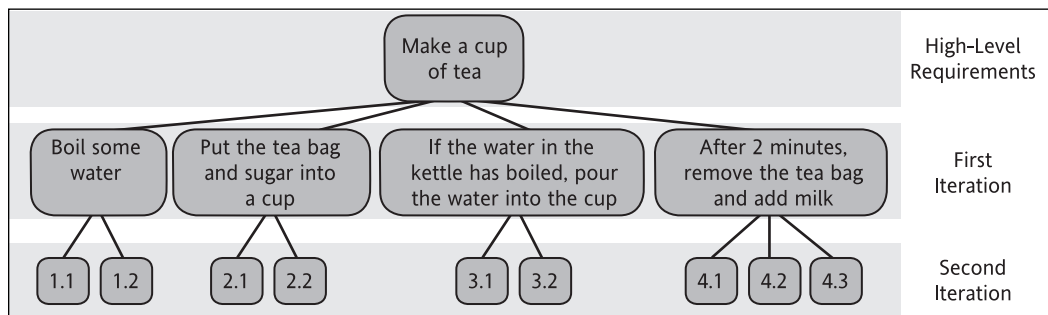 Make a cup
of tea
High-Level
Requirements
Boil some
water
Put the tea bag
and sugar into
a cup
If the water in the
kettle has boiled, pour
the water into the cup
After 2 minutes,
remove the tea bag
and add milk
First
Iteration
1.1
1.2
2.1
2.2
3.1
3.2
4.1
4.2
4.3
Second
Iteration